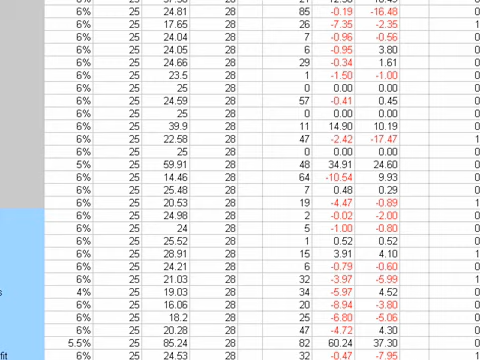 6% 25 24.81 28 85 -0.19 -16.48 0
6% 25 17.65 28 26 -7.35 -2.35 1
6% 25 24.04 28 7 -0.96 -0.56 0
6% 25 24.05 28 6 -0.95 3.80 0
6% 25 24.66 28 29 -0.34 1.61 0
6% 25 23.5 28 1 -1.50 -1.00 0
6% 25 25 28 0 0.00 0.00 0
6% 25 24.59 28 57 -0.41 0.45 0
6% 25 25 28 0 0.00 0.00 0
6% 25 39.9 28 11 14.90 10.19 0
6% 25 22.58 28 47 -2.42 -17.47 1
6% 25 25 28 0 0.00 0.00 0
5% 25 59.91 28 48 34.91 24.60 0
6% 25 14.46 28 64 -10.54 9.93 0
6% 25 25.48 28 7 0.48 0.29 0
6% 25 20.53 28 19 -4.47 -0.89 1
6% 25 24.98 28 2 -0.02 -2.00 0
6% 25 24 28 5 -1.00 -0.80 0
6% 25 25.52 28 1 0.52 0.52 0
6% 25 28.91 28 15 3.91 4.10 1
6% 25 24.21 28 6 -0.79 -0.60 0
6% 25 21.03 28 32 -3.97 -5.99 1
s 4% 25 19.03 28 34 -5.97 4.52 0
6% 25 16.06 28 20 -8.94 -3.80 0
6% 25 18.2 28 25 -6.80 -5.06 0
6% 25 20.28 28 47 -4.72 4.30 0
5.5% 25 85.24 28 82 60.24 37.30 0
fit 6% 25 24.53 28 32 -0.47 -7.95 1